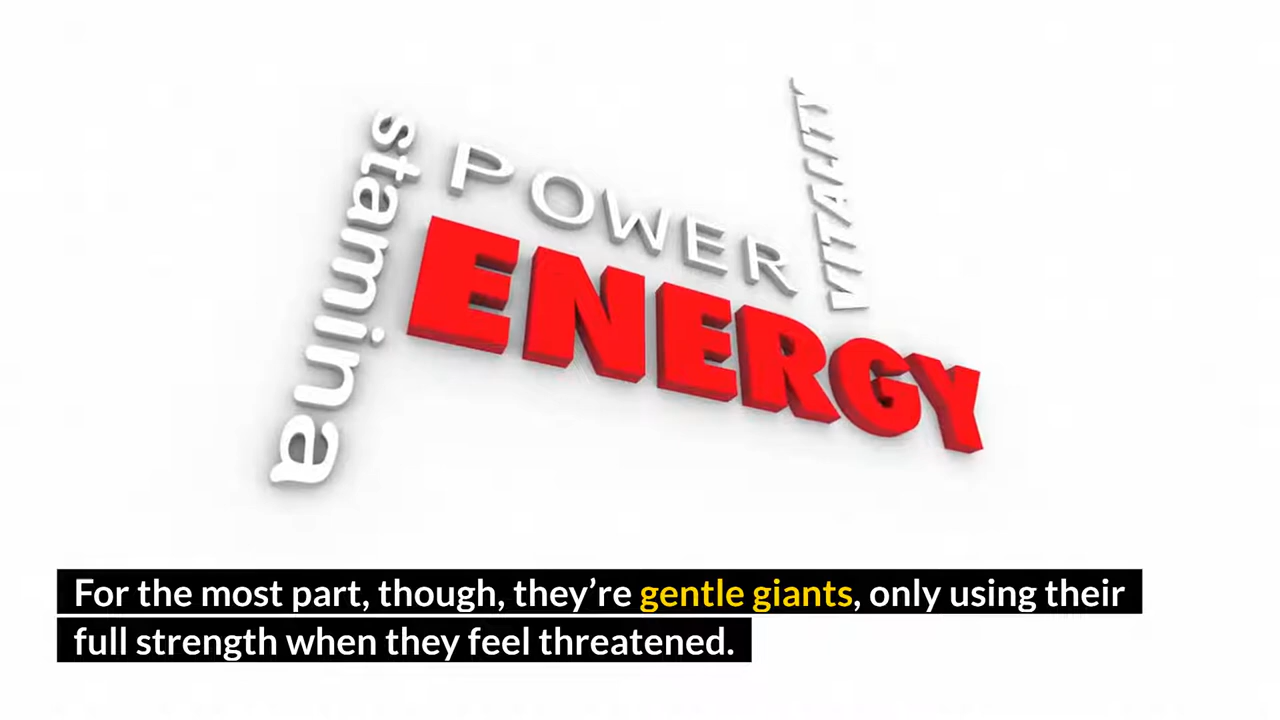 stamina
POWER
VITALITY
ENERGY
For the most part, though, they’re gentle giants, only using their
full strength when they feel threatened.